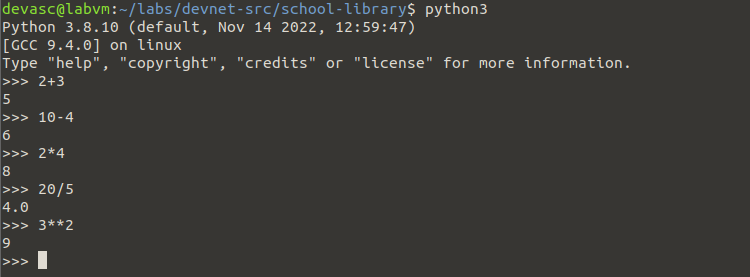 devasc@labvm:~/labs/devnet-src/school-library$ python3
Python 3.8.10 (default, Nov 14 2022, 12:59:47)
[GCC 9.4.0] on linux
Type "help", "copyright", "credits" or "license" for more information.
>>> 2+3
5
>>> 10-4
6
>>> 2*4
8
>>> 20/5
4.0
>>> 3**2
9
>>>